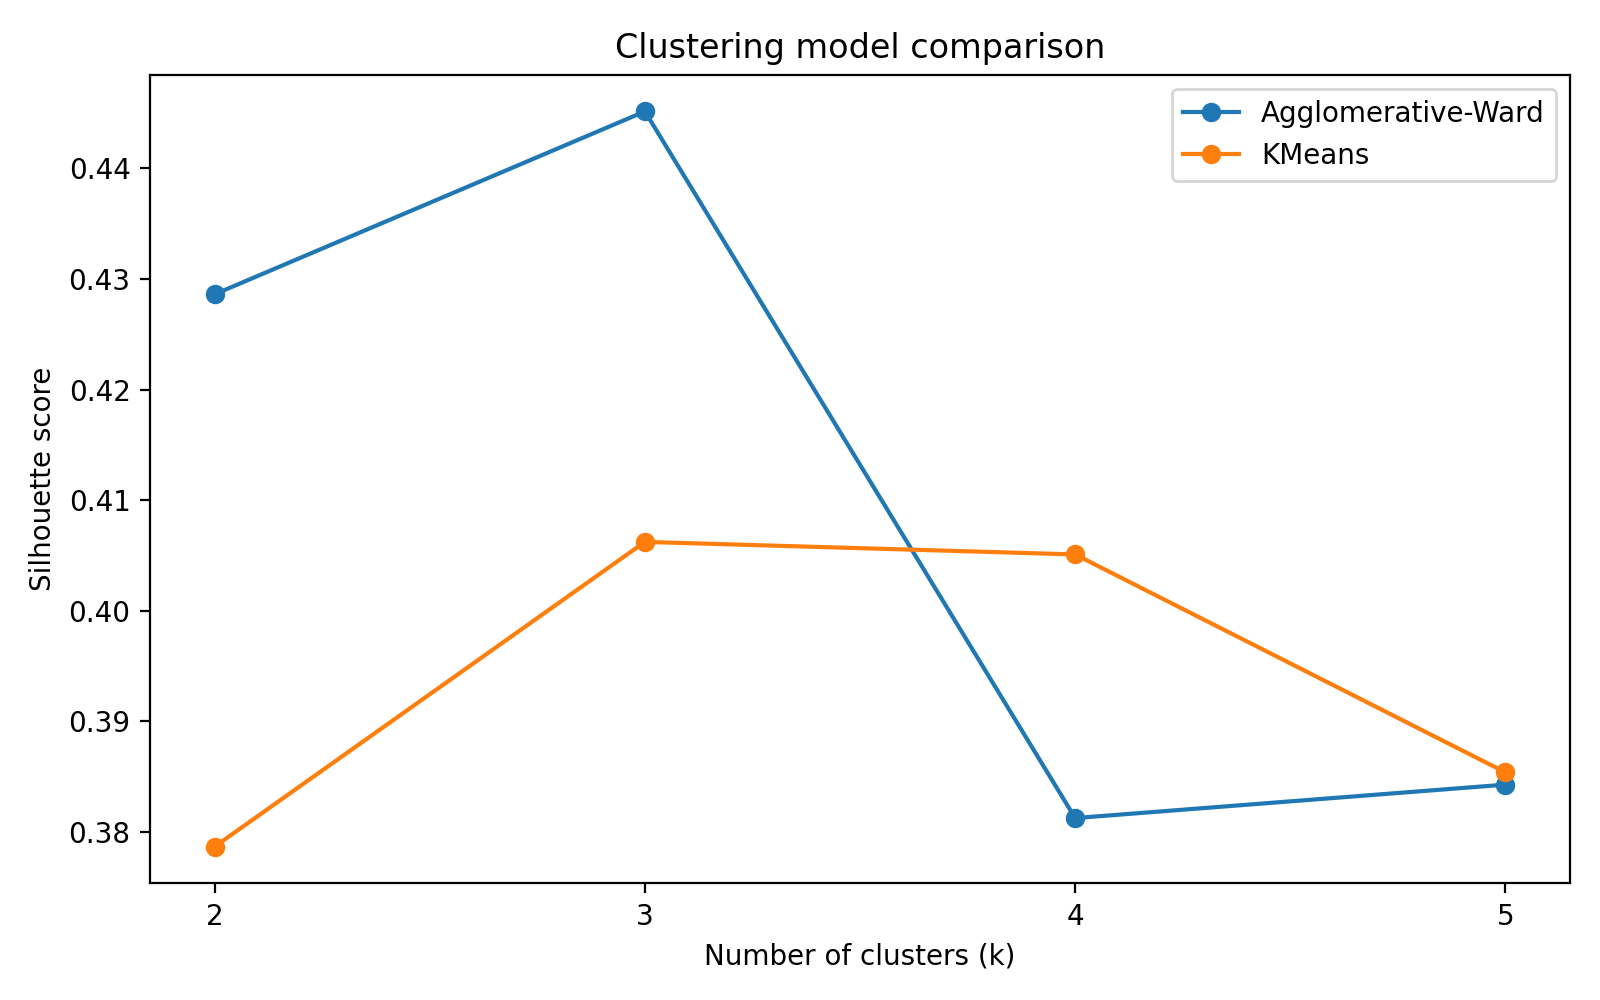 Clustering model comparison
Agglomerative-Ward
KMeans
Silhouette score
0.44
0.43
0.42
0.41
0.40
0.39
0.38
2 3 4 5
Number of clusters (k)